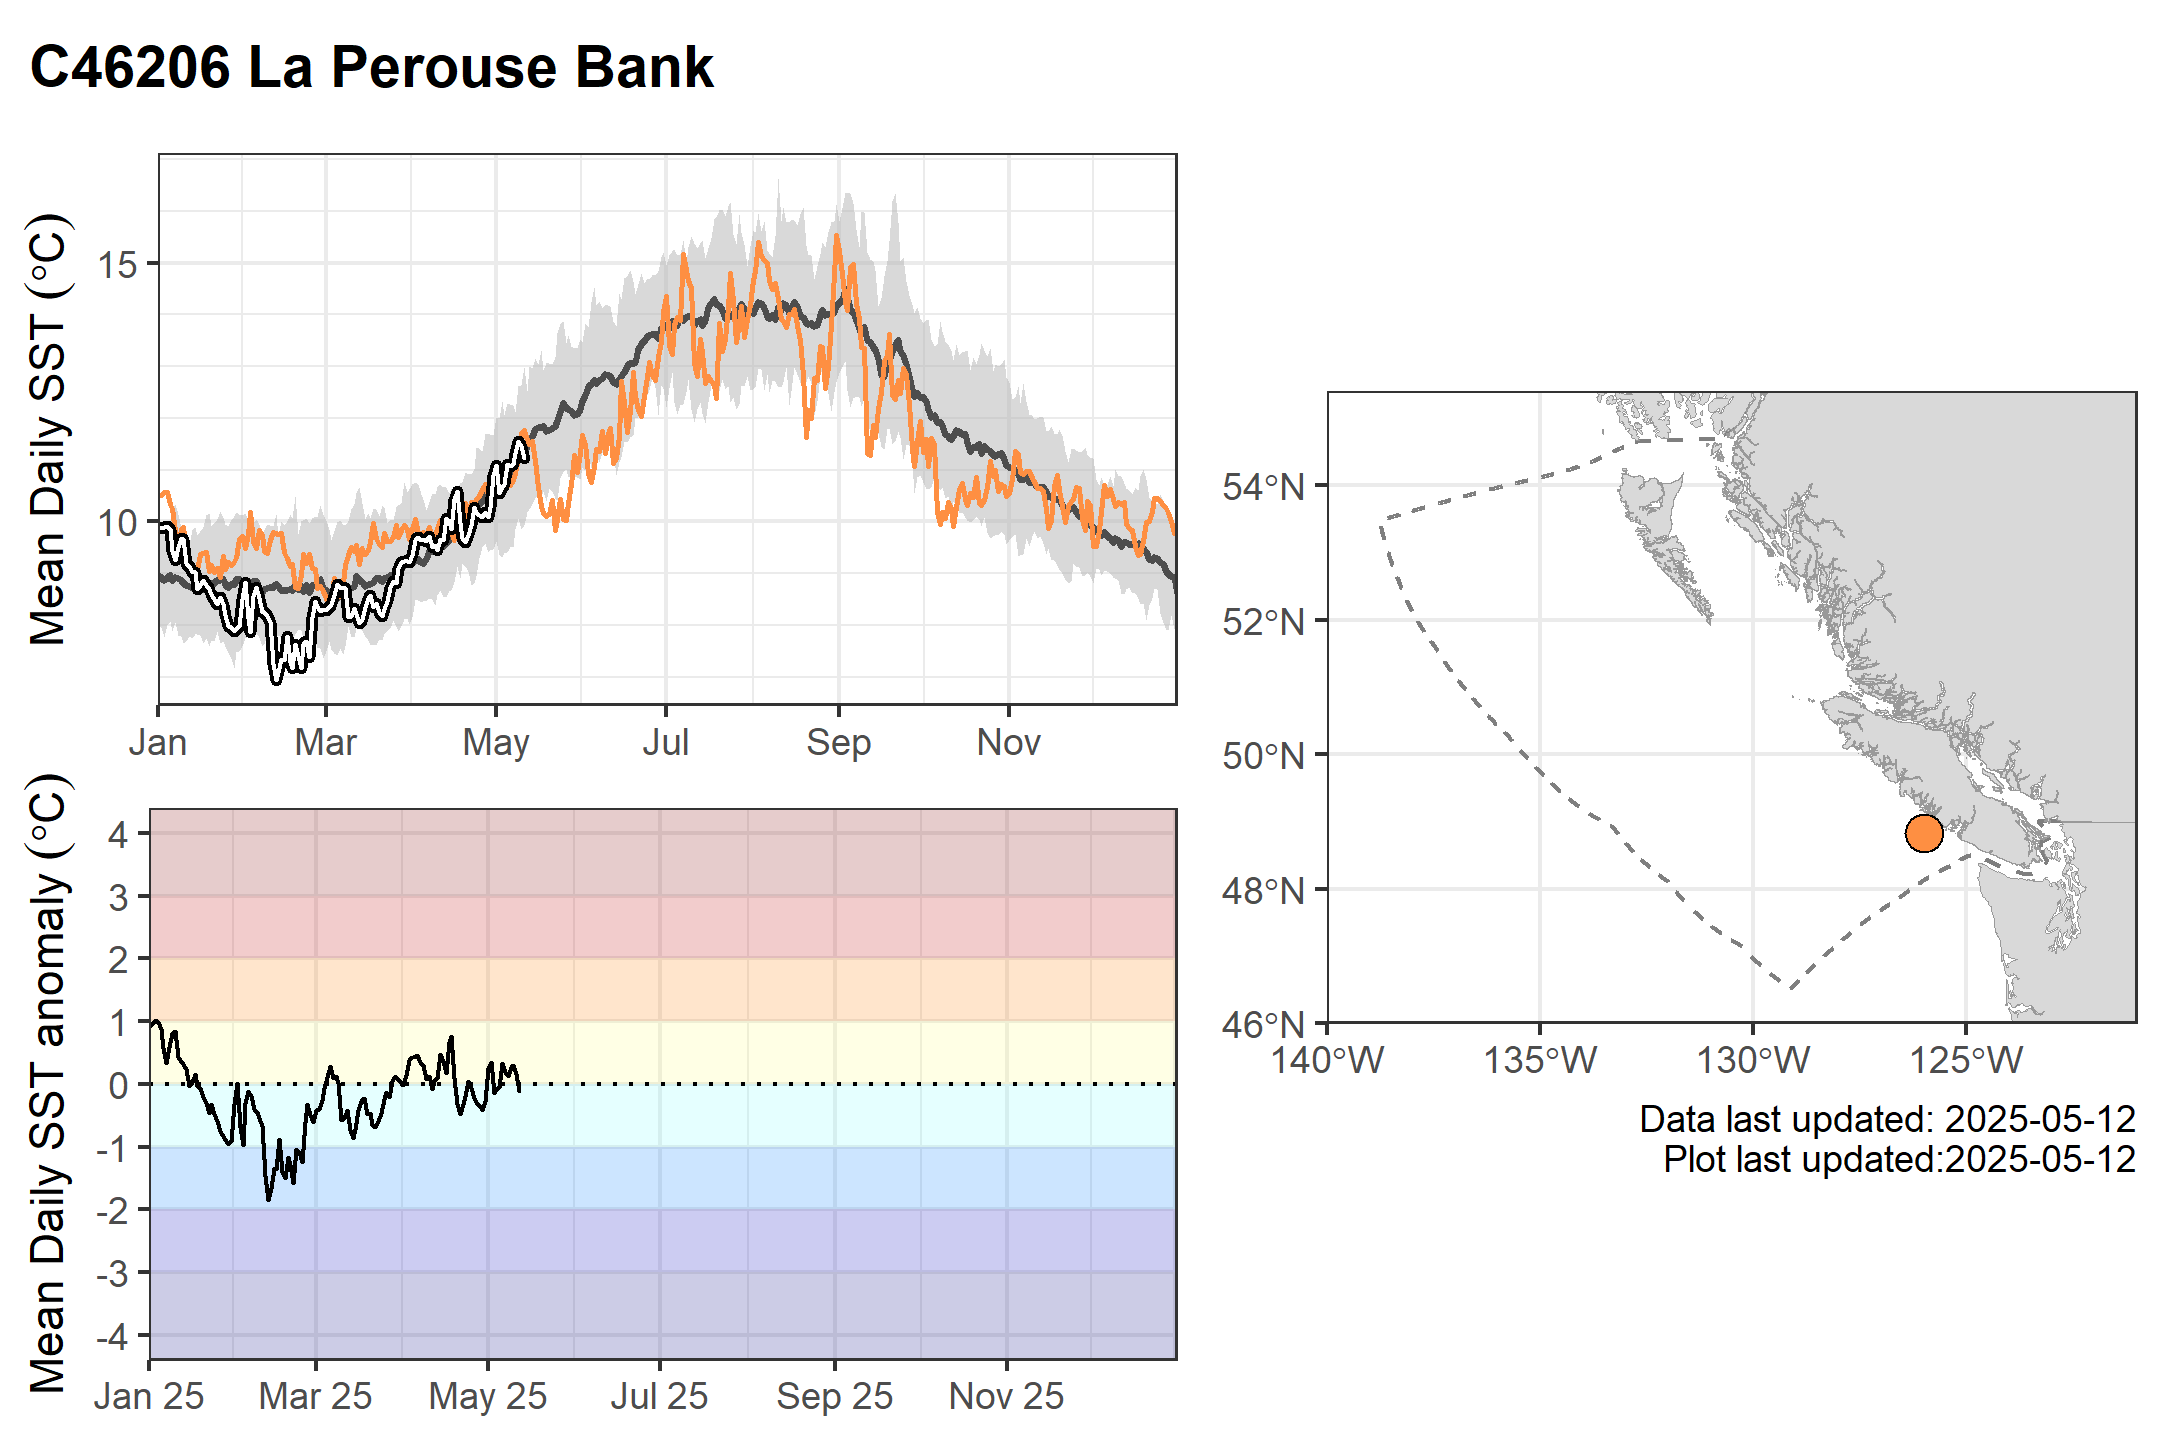 C46206 La Perouse Bank
Mean Daily SST (°C)
15
10
Jan Mar May Jul Sep Nov
Mean Daily SST anomaly (°C)
4
3
2
1
0
-1
-2
-3
-4
Jan 25 Mar 25 May 25 Jul 25 Sep 25 Nov 25
54°N
52°N
50°N
48°N
46°N
140°W 135°W 130°W 125°W
Data last updated: 2025-05-12
Plot last updated:2025-05-12